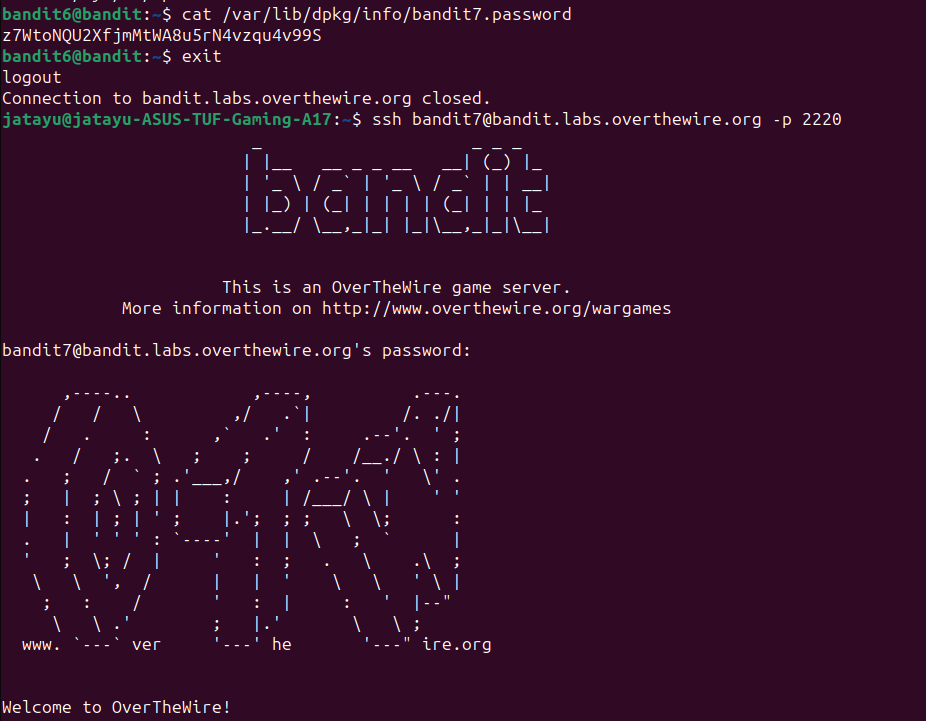 bandit6@bandit:~$ cat /var/lib/dpkg/info/bandit7.password
z7WtoNQU2XfjmMtWA8u5rN4vzqu4v99S
bandit6@bandit:~$ exit
logout
Connection to bandit.labs.overthewire.org closed.
jatayu@jatayu-ASUS-TUF-Gaming-A17:~$ ssh bandit7@bandit.labs.overthewire.org -p 2220
bandit
This is an OverTheWire game server.
More information on http://www.overthewire.org/wargames
bandit7@bandit.labs.overthewire.org's password:
www. `---` ver '---' he '---" ire.org
Welcome to OverTheWire!